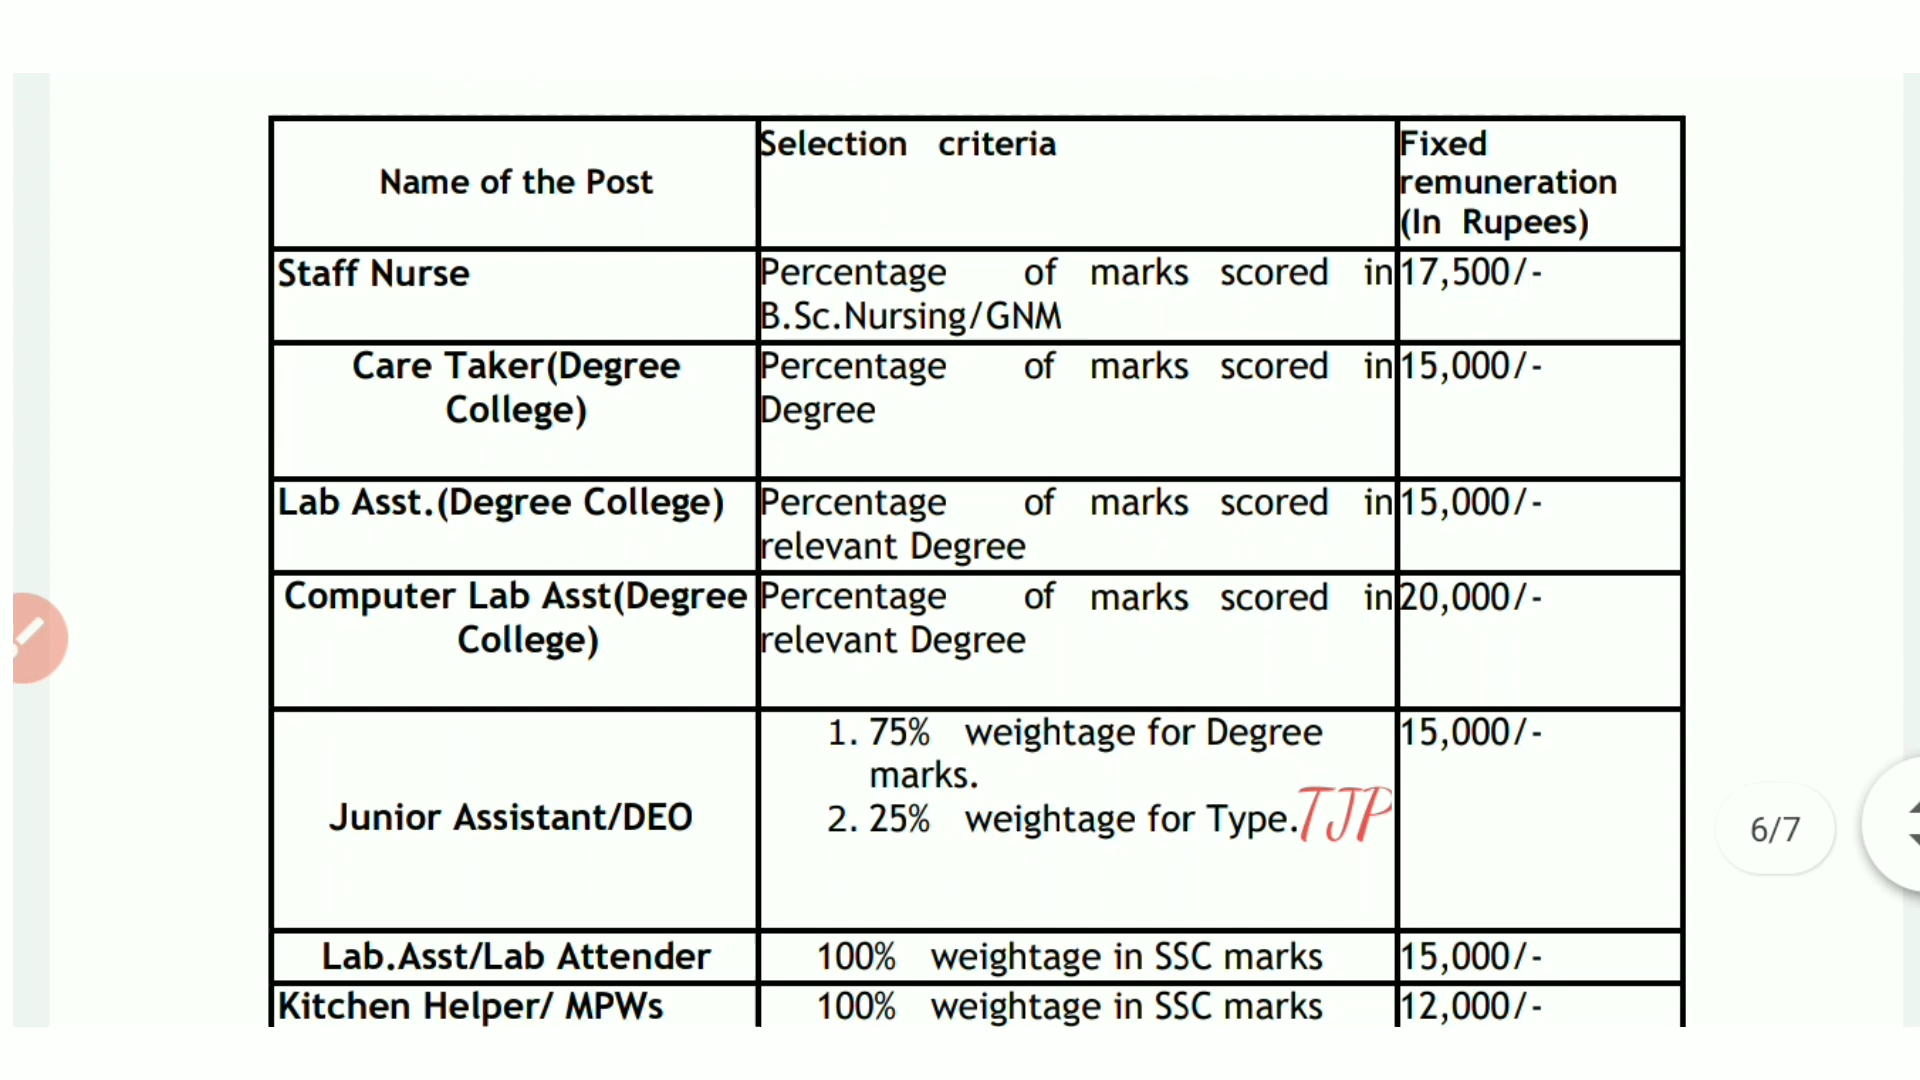 Name of the Post
Selection criteria
Fixed
remuneration
(In Rupees)
Staff Nurse
Percentage of marks scored in
B.Sc.Nursing/GNM
17,500/-
Care Taker(Degree
College)
Percentage of marks scored in
Degree
15,000/-
Lab Asst.(Degree College)
Percentage of marks scored in
relevant Degree
15,000/-
Computer Lab Asst(Degree
College)
Percentage of marks scored in
relevant Degree
20,000/-
Junior Assistant/DEO
1. 75% weightage for Degree
marks.
2. 25% weightage for Type.
TJP
15,000/-
6/7
Lab.Asst/Lab Attender
100% weightage in SSC marks
15,000/-
Kitchen Helper/ MPWs
100% weightage in SSC marks
12,000/-